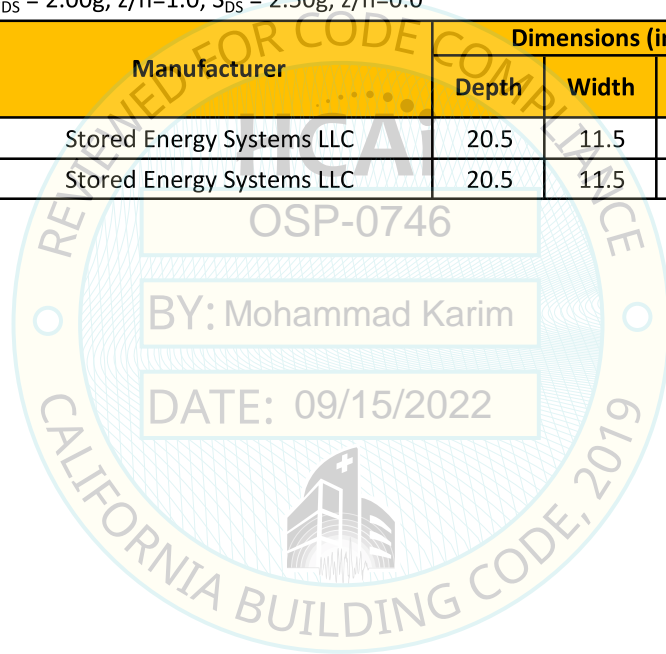 DS = 2.00g, z/h=1.0; SDS = 2.50g, z/h=0.0
Manufacturer Dimensions (in
Depth Width
Stored Energy Systems LLC 20.5 11.5
Stored Energy Systems LLC 20.5 11.5
REVIEWED FOR CODE COMPLIANCE
HCAi
OSP-0746
BY: Mohammad Karim
DATE: 09/15/2022
CALIFORNIA BUILDING CODE, 2019